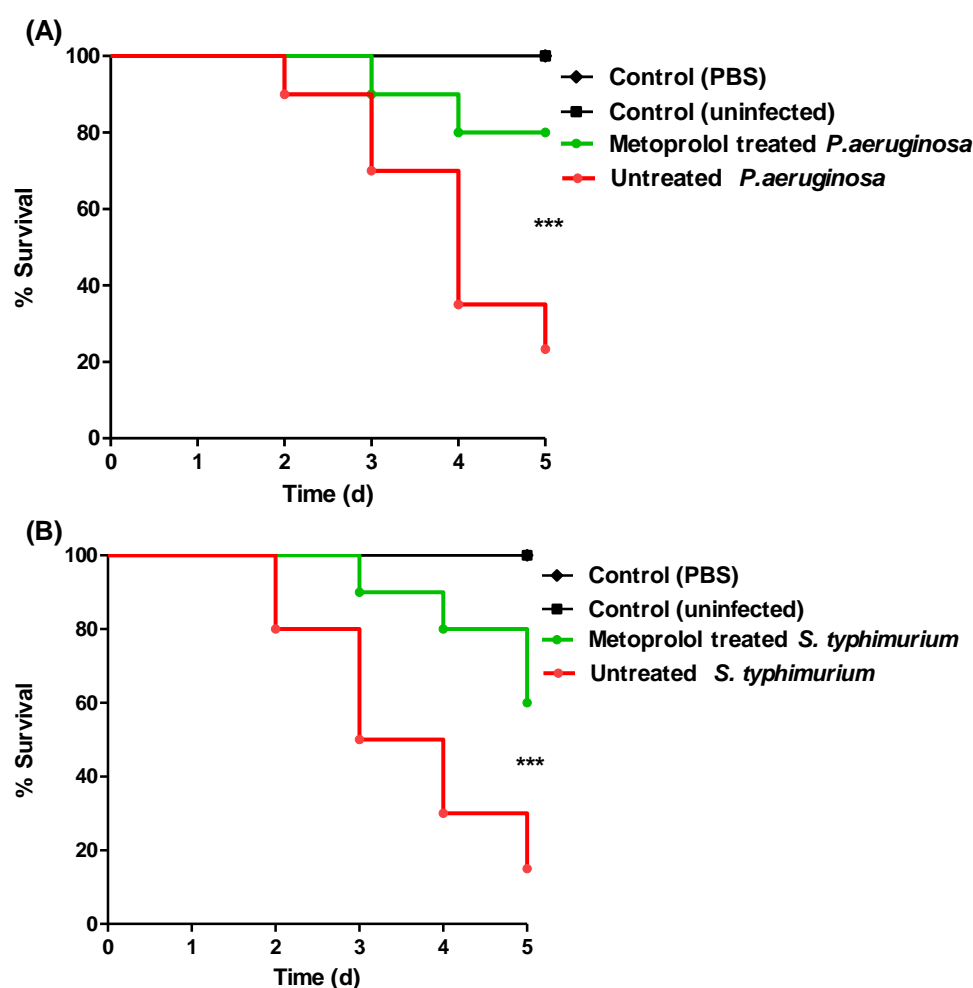 (A)
100
80
60
40
20
0
% Survival
0 1 2 3 4 5
Time (d)
Control (PBS)
Control (uninfected)
Metoprolol treated P.aeruginosa
Untreated P.aeruginosa
***
(B)
100
80
60
40
20
0
% Survival
0 1 2 3 4 5
Time (d)
Control (PBS)
Control (uninfected)
Metoprolol treated S. typhimurium
Untreated S. typhimurium
***